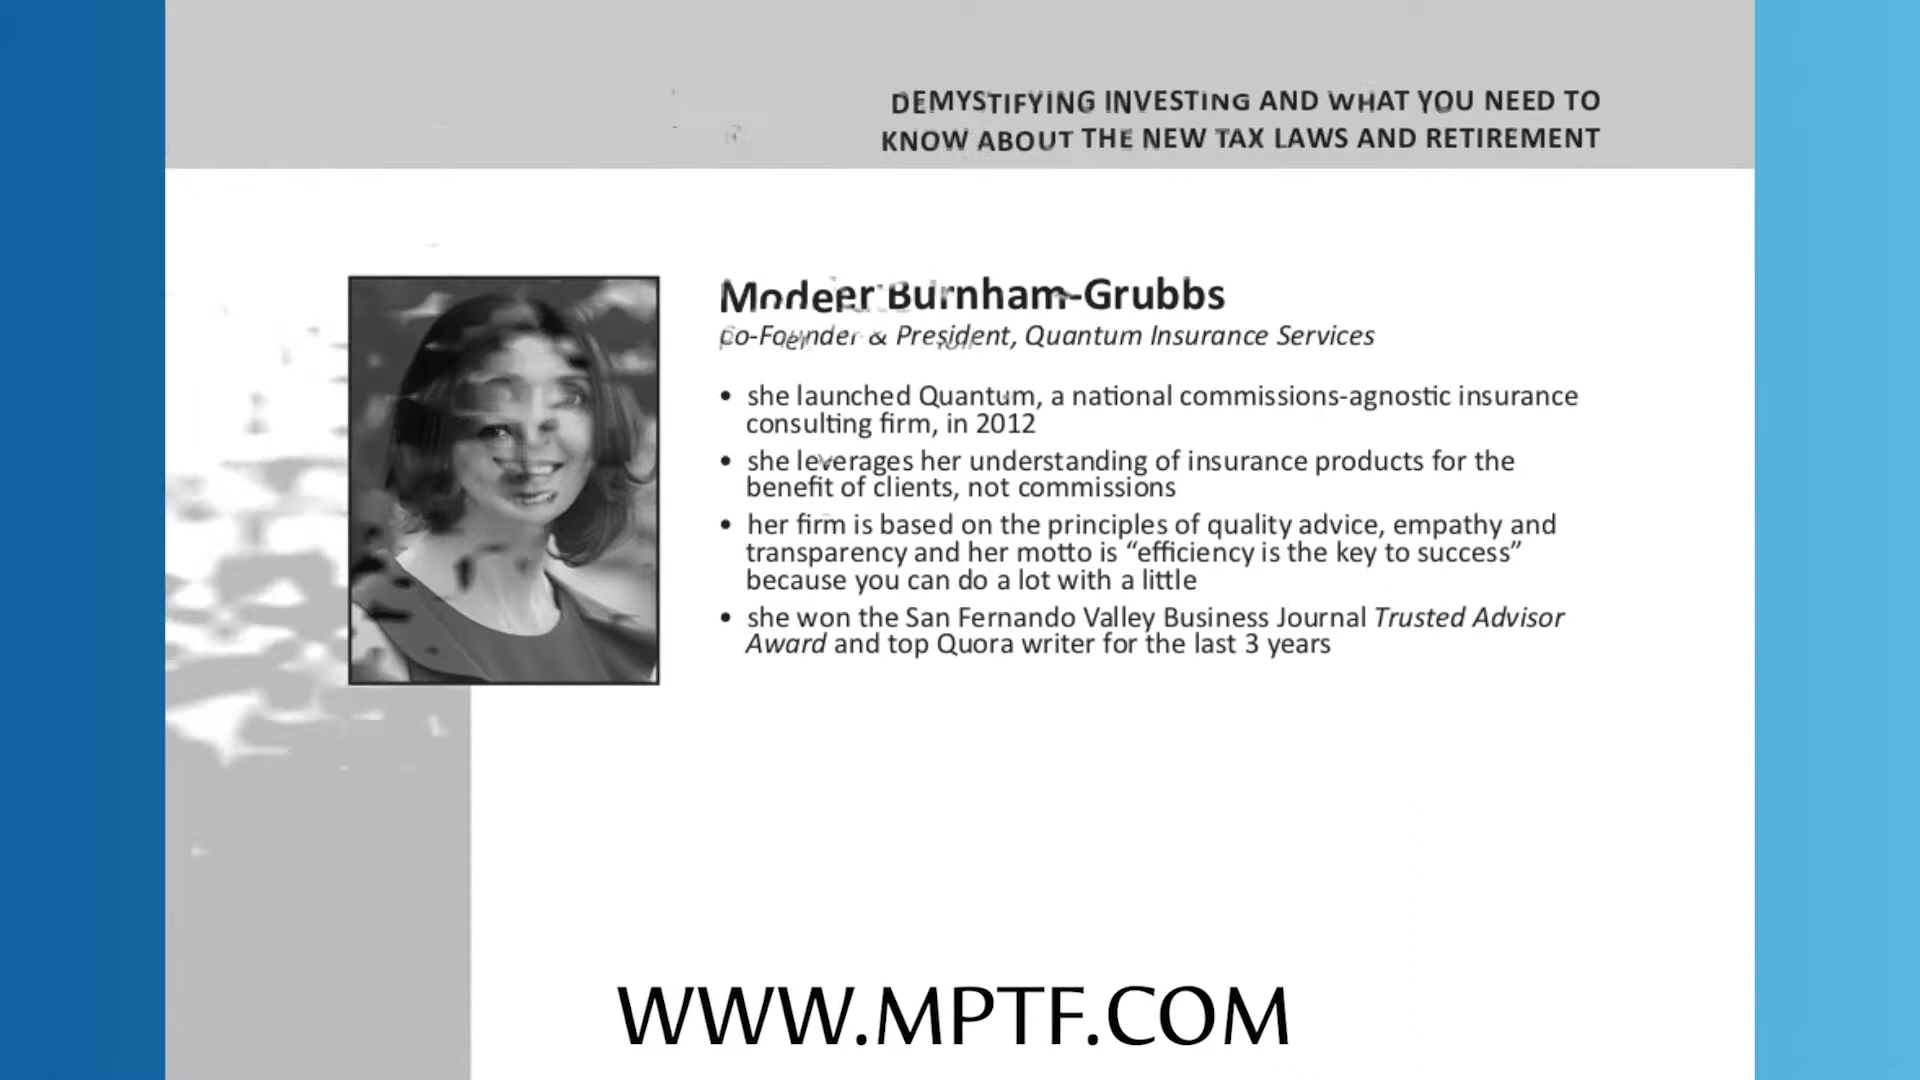 DEMYSTIFYING INVESTING AND WHAT YOU NEED TO
KNOW ABOUT THE NEW TAX LAWS AND RETIREMENT
Burnham-Grubbs
Co-Founder & President, Quantum Insurance Services
• she launched Quantum, a national commissions-agnostic insurance
consulting firm, in 2012
• she leverages her understanding of insurance products for the
benefit of clients, not commissions
• her firm is based on the principles of quality advice, empathy and
transparency and her motto is “efficiency is the key to success”
because you can do a lot with a little
• she won the San Fernando Valley Business Journal Trusted Advisor
Award and top Quora writer for the last 3 years
WWW.MPTF.COM